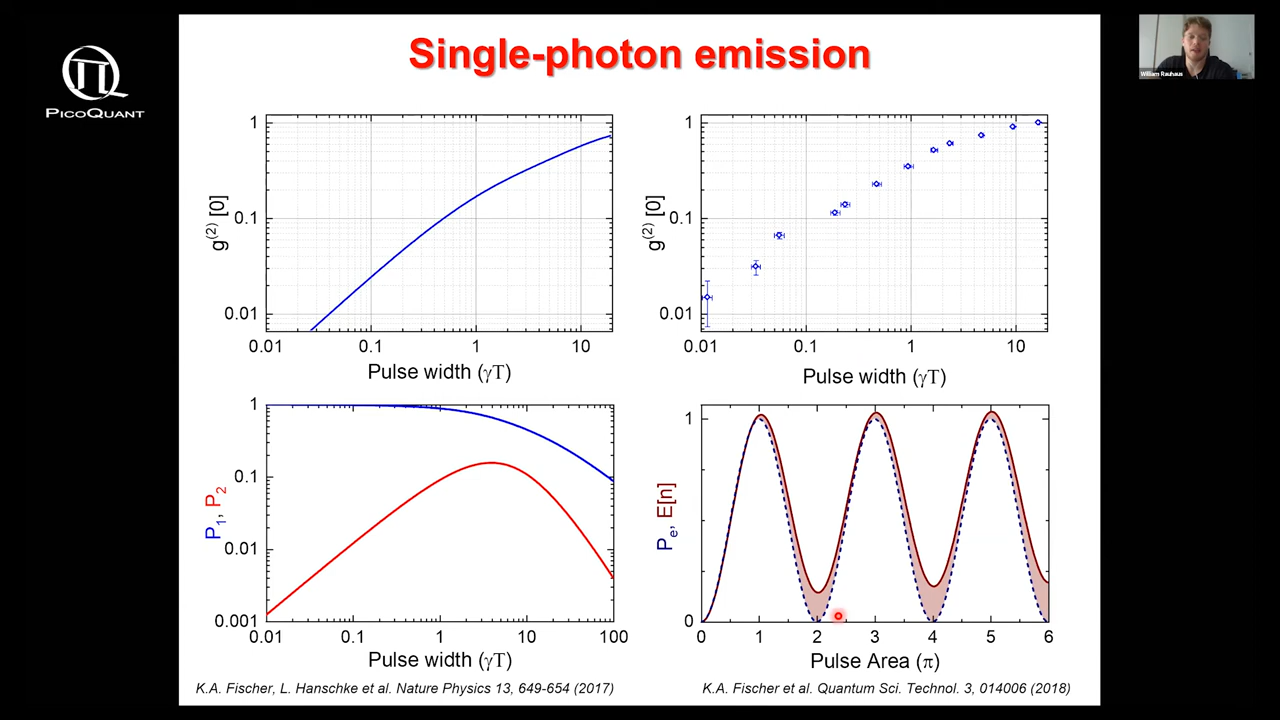 Single-photon emission
PicoQuant
William Rauhaus
1
0.1
0.01
g(2) [0]
0.01 0.1 1 10
Pulse width (γT)
1
0.1
0.01
g(2) [0]
0.01 0.1 1 10
Pulse width (γT)
1
0.1
0.01
0.001
P1, P2
0.01 0.1 1 10 100
Pulse width (γT)
1
0
Pe, E[n]
0 1 2 3 4 5 6
Pulse Area (π)
K.A. Fischer, L. Hanschke et al. Nature Physics 13, 649-654 (2017)
K.A. Fischer et al. Quantum Sci. Technol. 3, 014006 (2018)